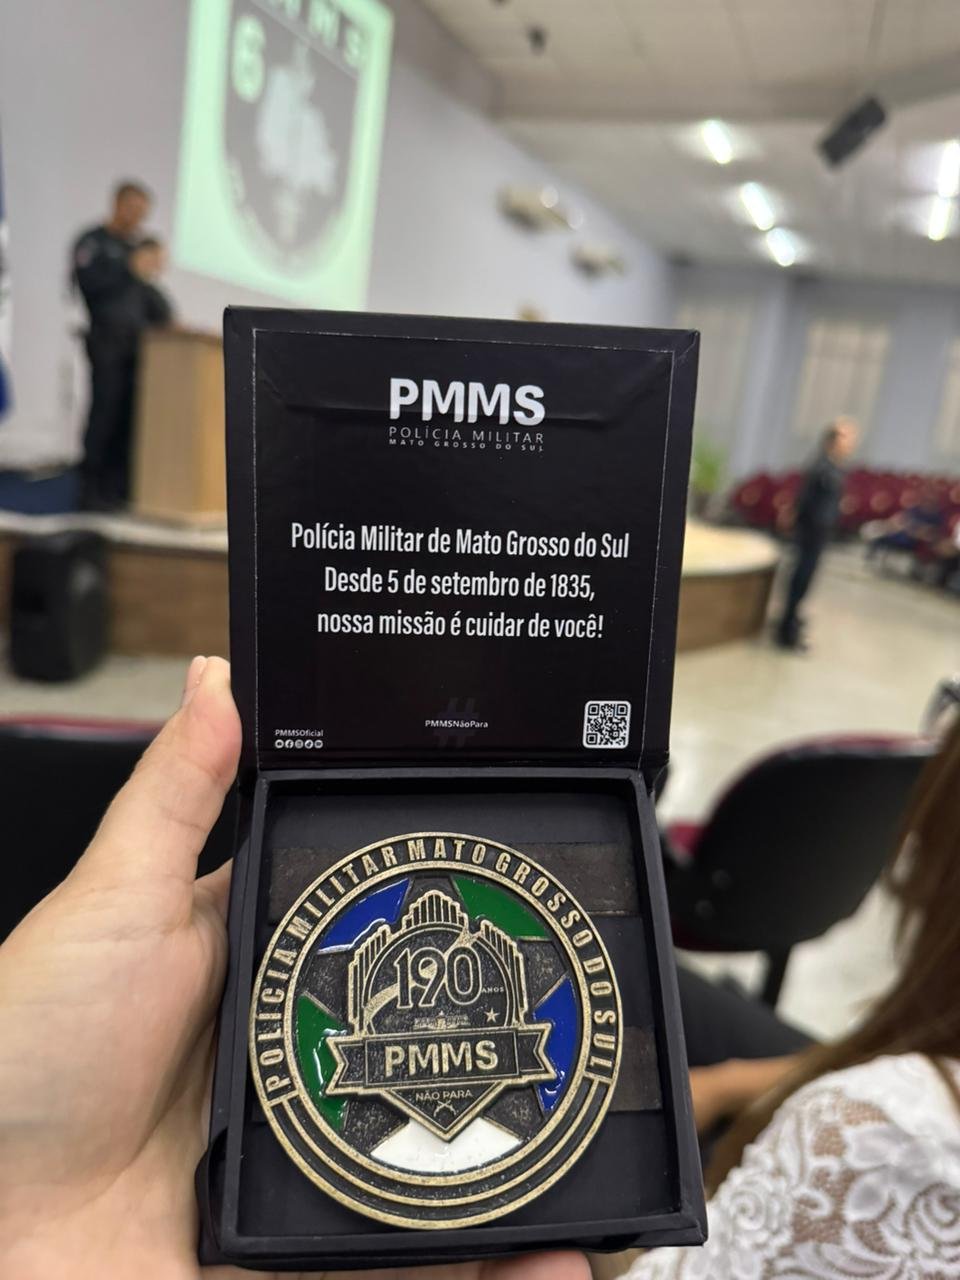 6
PMMS
POLÍCIA MILITAR
MATO GROSSO DO SUL
Polícia Militar de Mato Grosso do Sul
Desde 5 de setembro de 1835,
nossa missão é cuidar de você!
PMMSOficial
#
PMMSNãoPara
POLÍCIA MILITAR MATO GROSSO DO SUL
190
ANOS
PMMS
NÃO PARA